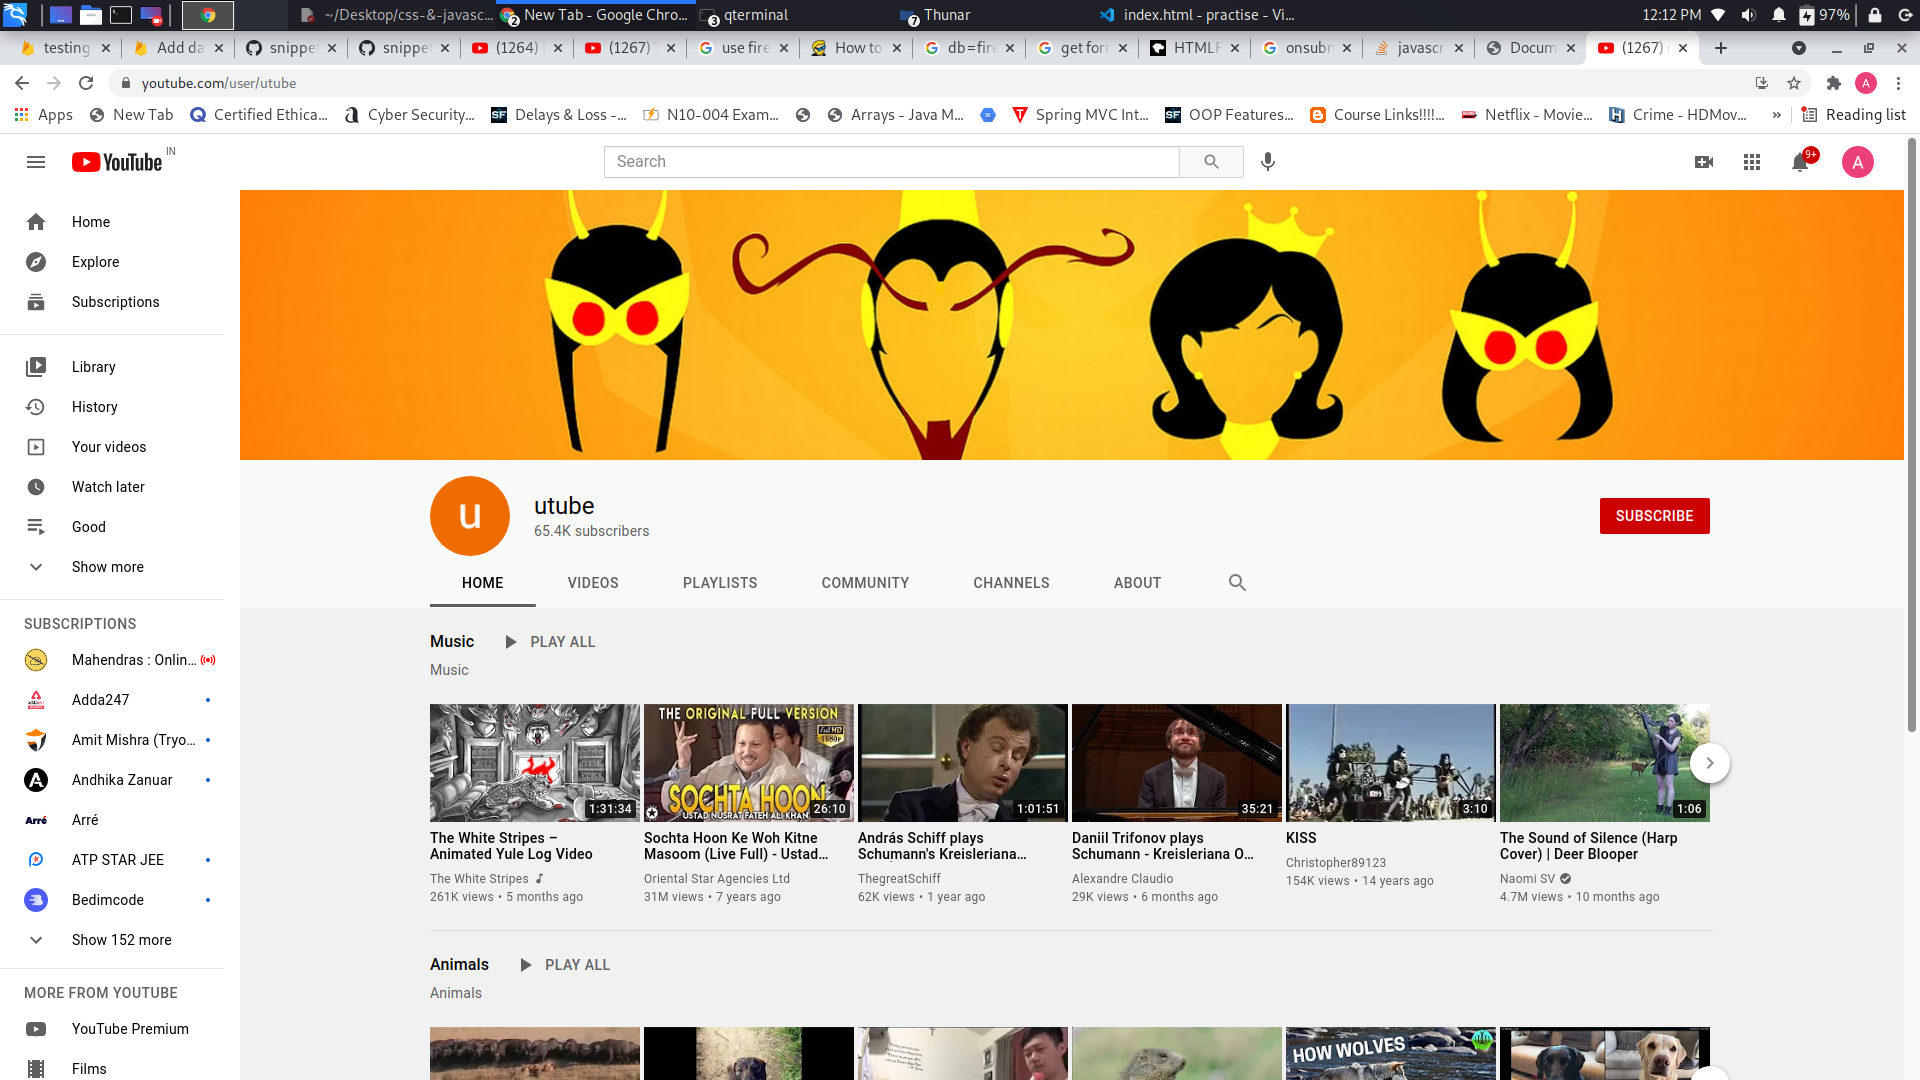 ~/Desktop/css-&-javasc...
2 New Tab - Google Chro...
3 qterminal
7 Thunar
index.html - practise - Vi...
12:12 PM 97%
testing
Add da
snippe
snippe
(1264)
(1267)
use fire
How to
db=fire
get forr
HTMLF
onsubr
javascr
Docum
(1267)
youtube.com/user/utube
A
Apps
New Tab
Certified Ethica...
Cyber Security...
SF Delays & Loss -...
N10-004 Exam...
Arrays - Java M...
Spring MVC Int...
SF OOP Features...
Course Links!!!!...
Netflix - Movie...
Crime - HDMov...
»
Reading list
YouTube IN
Search
9+
A
Home
Explore
Subscriptions
Library
History
Your videos
Watch later
Good
Show more
SUBSCRIPTIONS
Mahendras : Onlin...
Adda247
Amit Mishra (Tryo...
Andhika Zanuar
Arré Arré
ATP STAR JEE
Bedimcode
Show 152 more
MORE FROM YOUTUBE
YouTube Premium
Films
u
utube
65.4K subscribers
SUBSCRIBE
HOME VIDEOS PLAYLISTS COMMUNITY CHANNELS ABOUT
Music PLAY ALL
Music
1:31:34
The White Stripes –
Animated Yule Log Video
The White Stripes
261K views • 5 months ago
THE ORIGINAL FULL VERSION
Full HD
1080p
SOCHTA HOON
USTAD NUSRAT FATEH ALI KHAN
26:10
Sochta Hoon Ke Woh Kitne
Masoom (Live Full) - Ustad...
Oriental Star Agencies Ltd
31M views • 7 years ago
1:01:51
András Schiff plays
Schumann's Kreisleriana...
ThegreatSchiff
62K views • 1 year ago
35:21
Daniil Trifonov plays
Schumann - Kreisleriana O...
Alexandre Claudio
29K views • 6 months ago
3:10
KISS
Christopher89123
154K views • 14 years ago
1:06
The Sound of Silence (Harp
Cover) | Deer Blooper
Naomi SV
4.7M views • 10 months ago
Animals PLAY ALL
Animals
HOW WOLVES